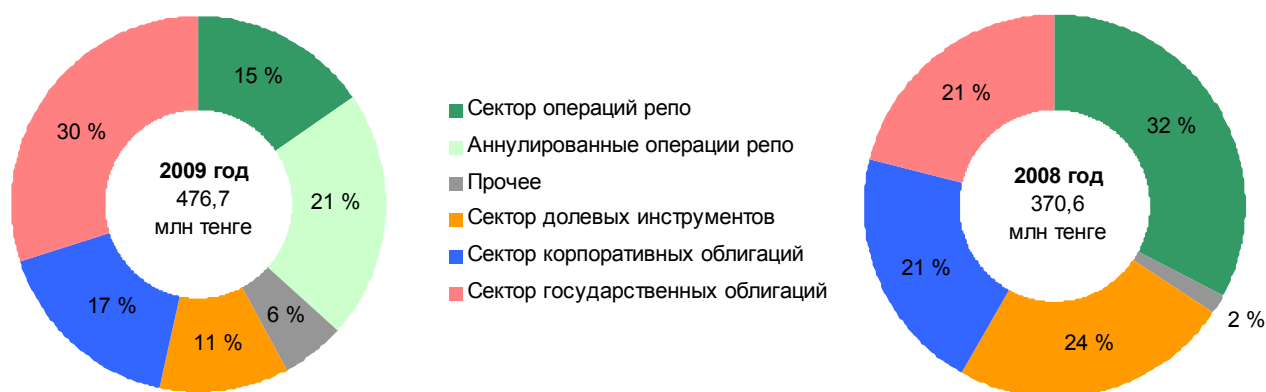 15 %
21 %
6 %
11 %
17 %
30 %
2009 год
476,7
млн тенге
Сектор операций репо
Аннулированные операции репо
Прочее
Сектор долевых инструментов
Сектор корпоративных облигаций
Сектор государственных облигаций
32 %
2 %
24 %
21 %
21 %
2008 год
370,6
млн тенге